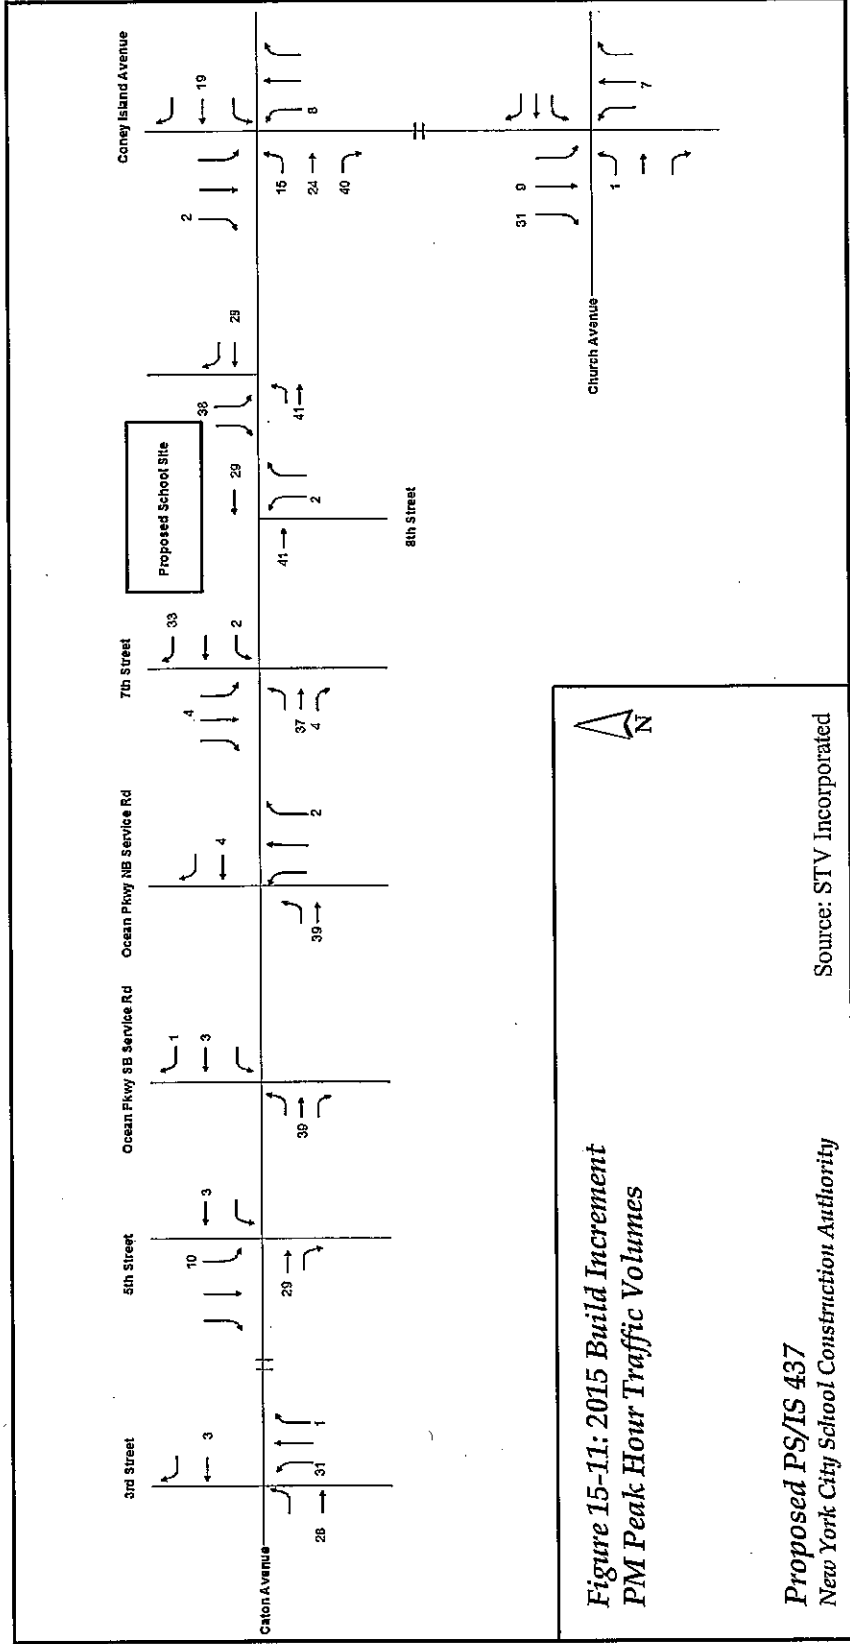 3rd Street
5th Street
Ocean Pkwy SB Service Rd
Ocean Pkwy NB Service Rd
7th Street
Proposed School Site
Coney Island Avenue
Caton Avenue
3
28
31
1
10
3
29
1
3
39
4
39
2
4
33
2
37
4
41
29
2
8th Street
38
29
41
2
19
15
24
40
8
31
9
1
7
Church Avenue
Figure 15-11: 2015 Build Increment
PM Peak Hour Traffic Volumes
N
Proposed PS/IS 437
New York City School Construction Authority
Source: STV Incorporated